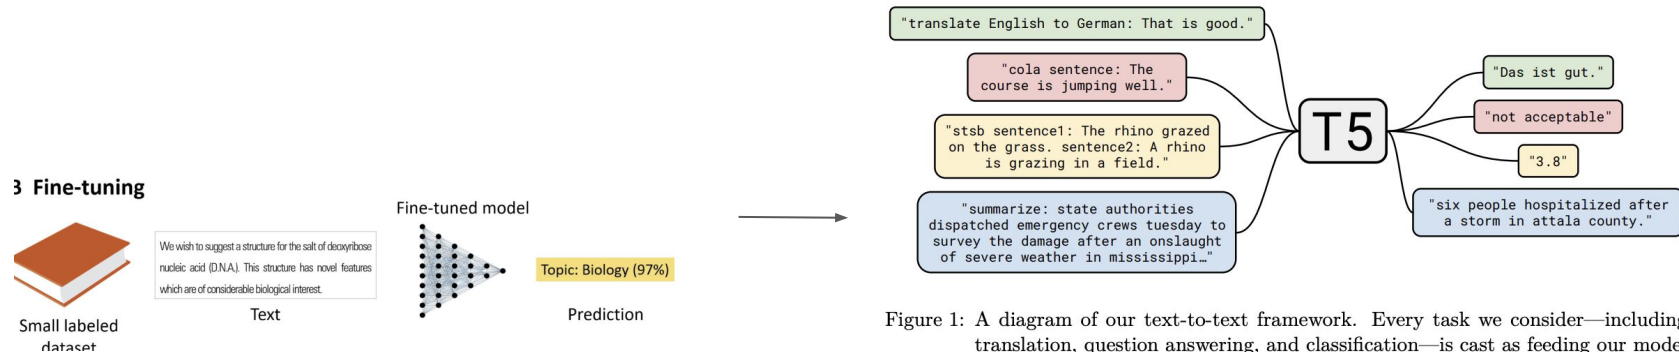 3 Fine-tuning
Small labeled
dataset
We wish to suggest a structure for the salt of deoxyribose
nucleic acid (D.N.A.). This structure has novel features
which are of considerable biological interest.
Text
Fine-tuned model
Topic: Biology (97%)
Prediction
"translate English to German: That is good."
"cola sentence: The
course is jumping well."
"stsb sentence1: The rhino grazed
on the grass. sentence2: A rhino
is grazing in a field."
"summarize: state authorities
dispatched emergency crews tuesday to
survey the damage after an onslaught
of severe weather in mississippi…"
T5
"Das ist gut."
"not acceptable"
"3.8"
"six people hospitalized after
a storm in attala county."
Figure 1: A diagram of our text-to-text framework. Every task we consider—including
translation, question answering, and classification—is cast as feeding our mode